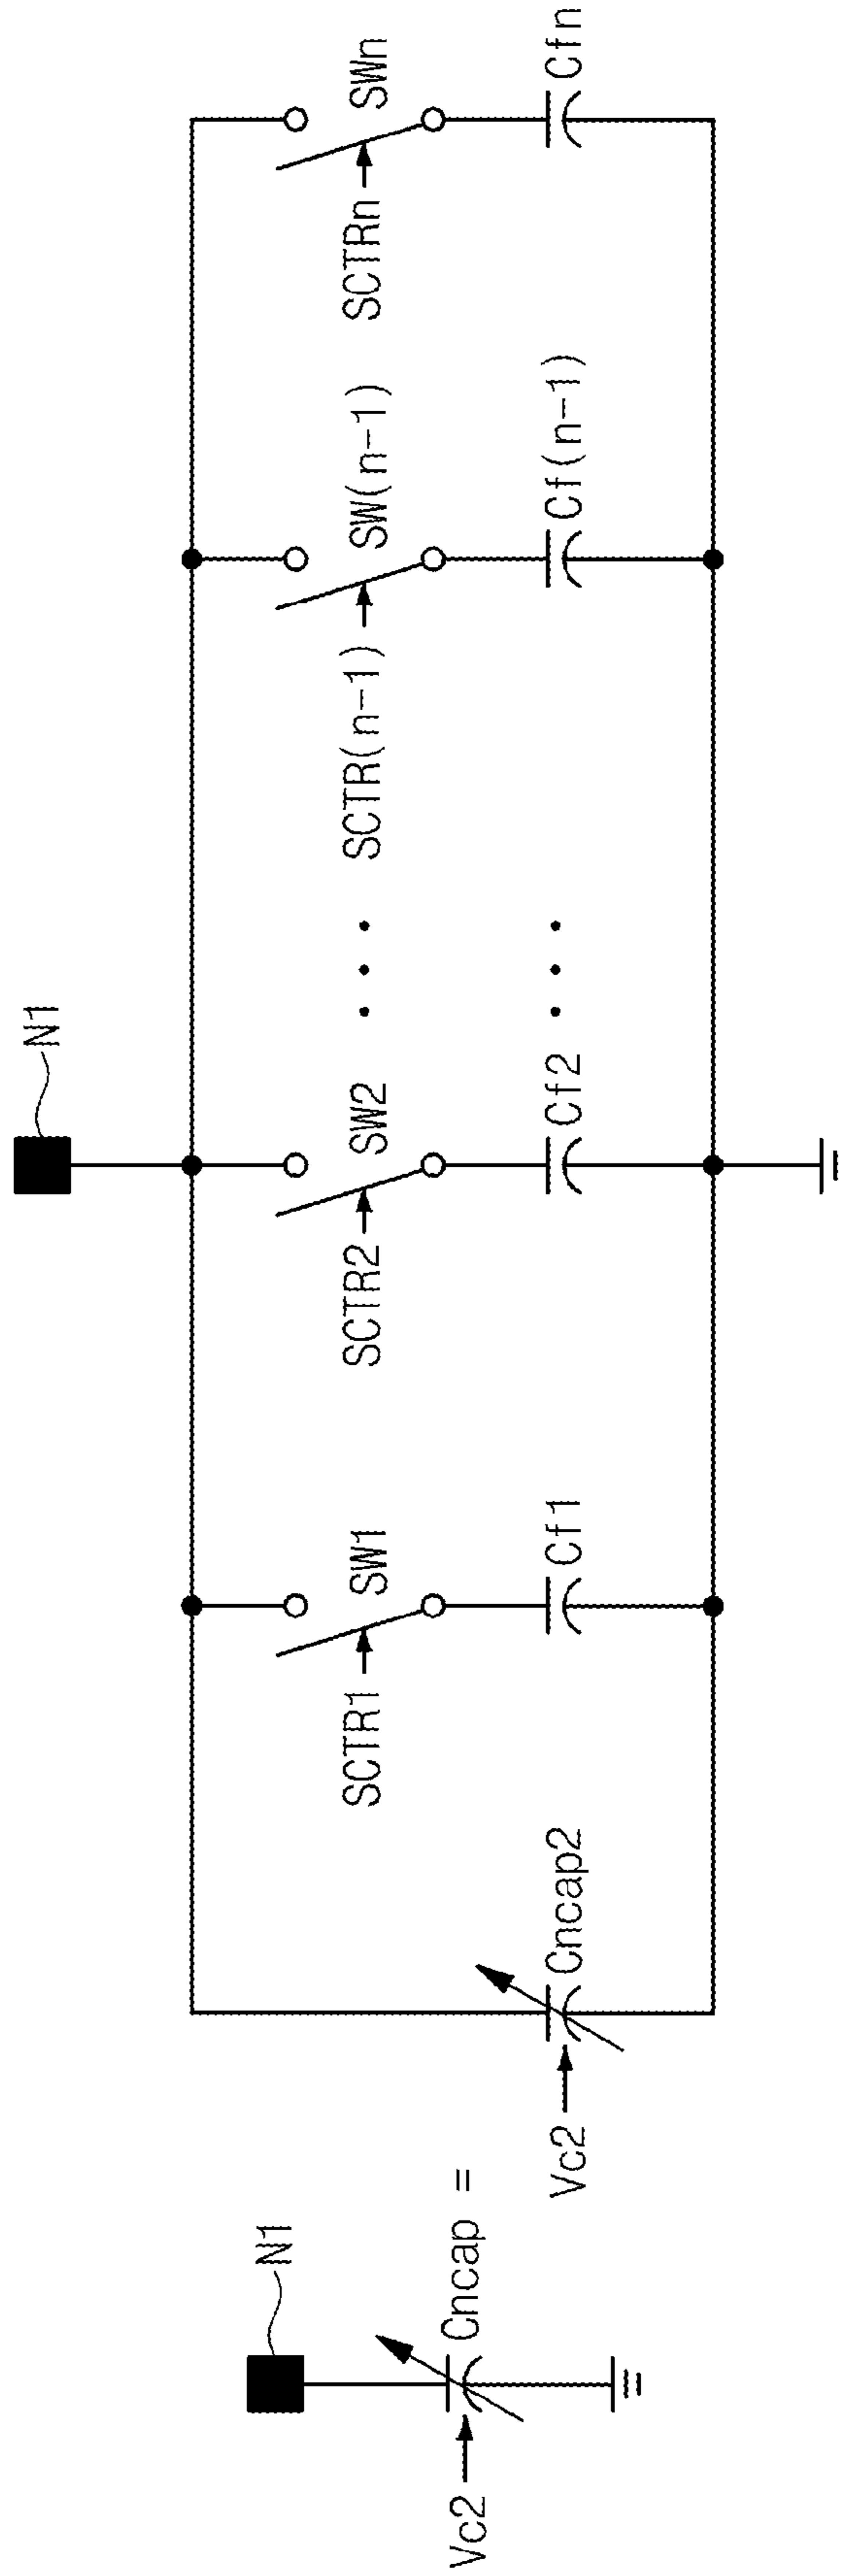 N1
Vc2
Cncap =
N1
SCTR1
SW1
SCTR2
SW2
SCTR(n-1)
SW(n-1)
SCTRn
SWn
Vc2
Cncap2
Cf1
Cf2
Cf(n-1)
Cfn